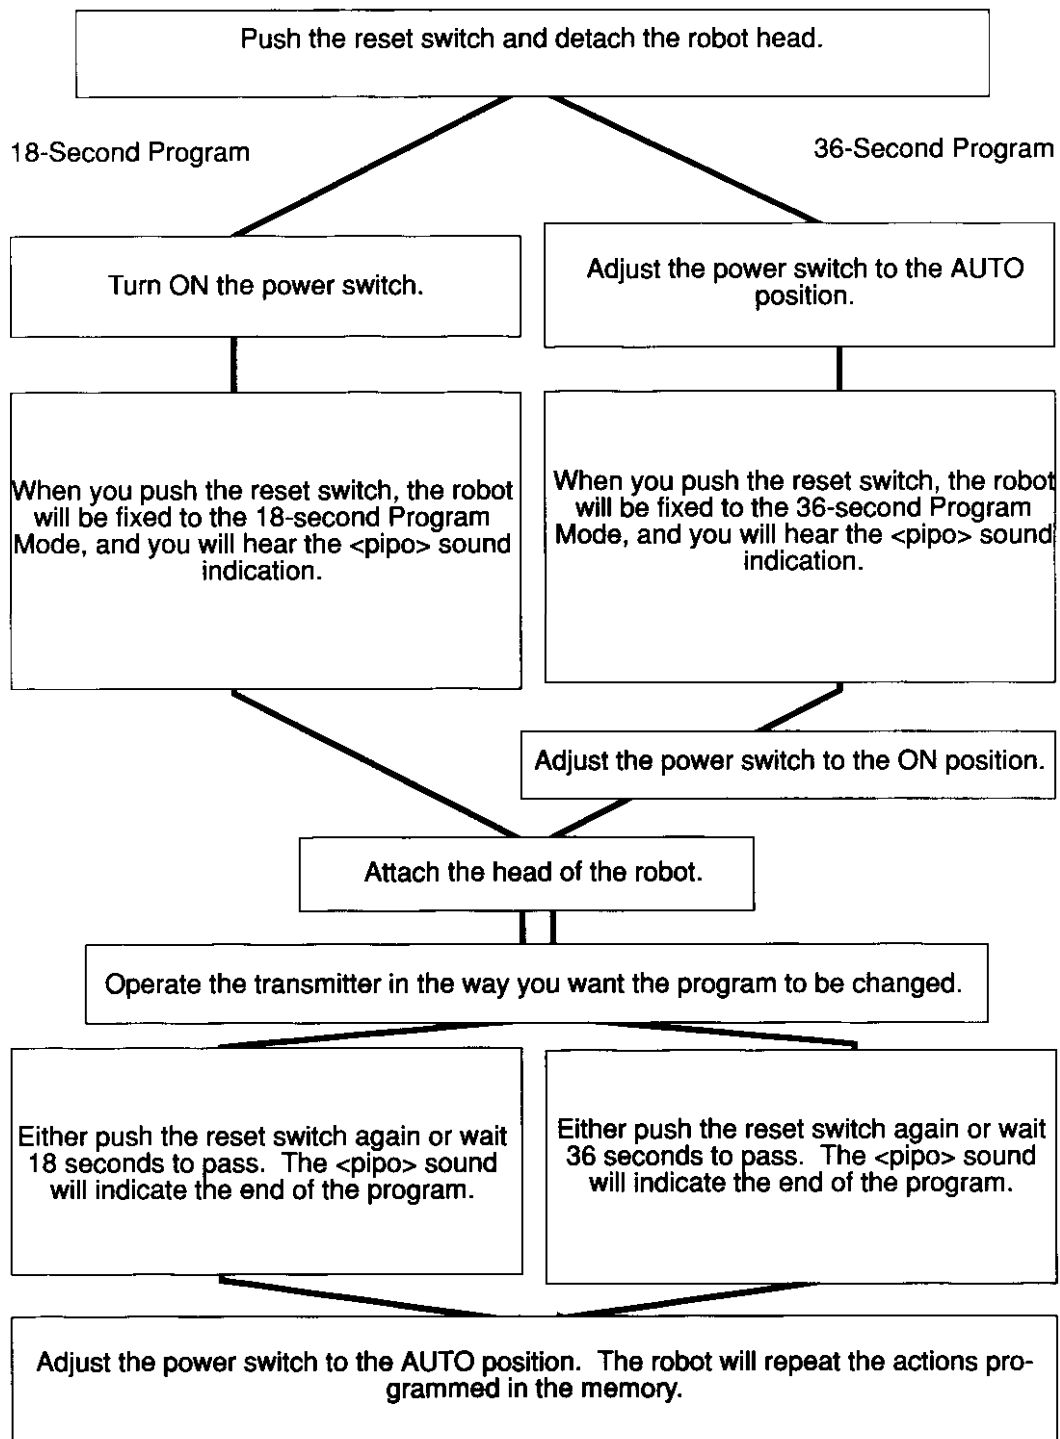 Push the reset switch and detach the robot head.
18-Second Program
36-Second Program
Turn ON the power switch.
Adjust the power switch to the AUTO
position.
When you push the reset switch, the robot
will be fixed to the 18-second Program
Mode, and you will hear the <pipo> sound
indication.
When you push the reset switch, the robot
will be fixed to the 36-second Program
Mode, and you will hear the <pipo> sound
indication.
Adjust the power switch to the ON position.
Attach the head of the robot.
Operate the transmitter in the way you want the program to be changed.
Either push the reset switch again or wait
18 seconds to pass.  The <pipo> sound
will indicate the end of the program.
Either push the reset switch again or wait
36 seconds to pass.  The <pipo> sound
will indicate the end of the program.
Adjust the power switch to the AUTO position.  The robot will repeat the actions pro-
grammed in the memory.